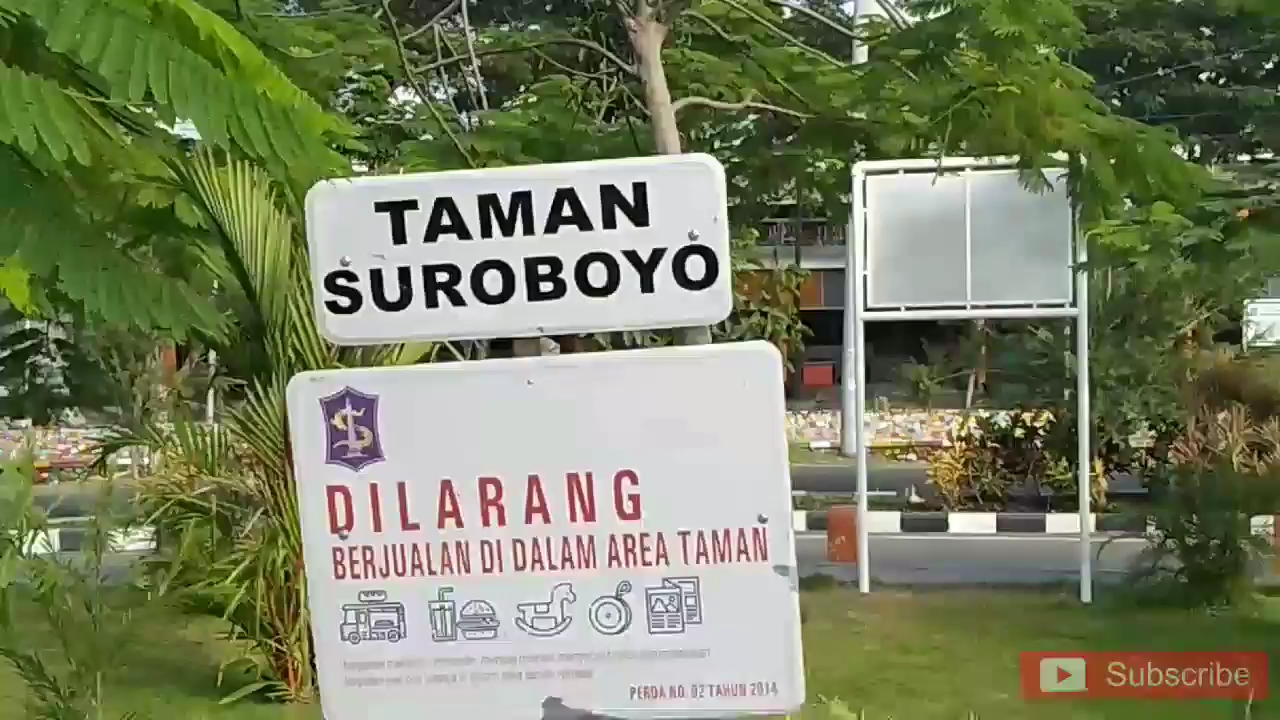 TAMAN
SUROBOYO
DILARANG
BERJUALAN DI DALAM AREA TAMAN
PERDA NO. 02 TAHUN 2014
Subscribe